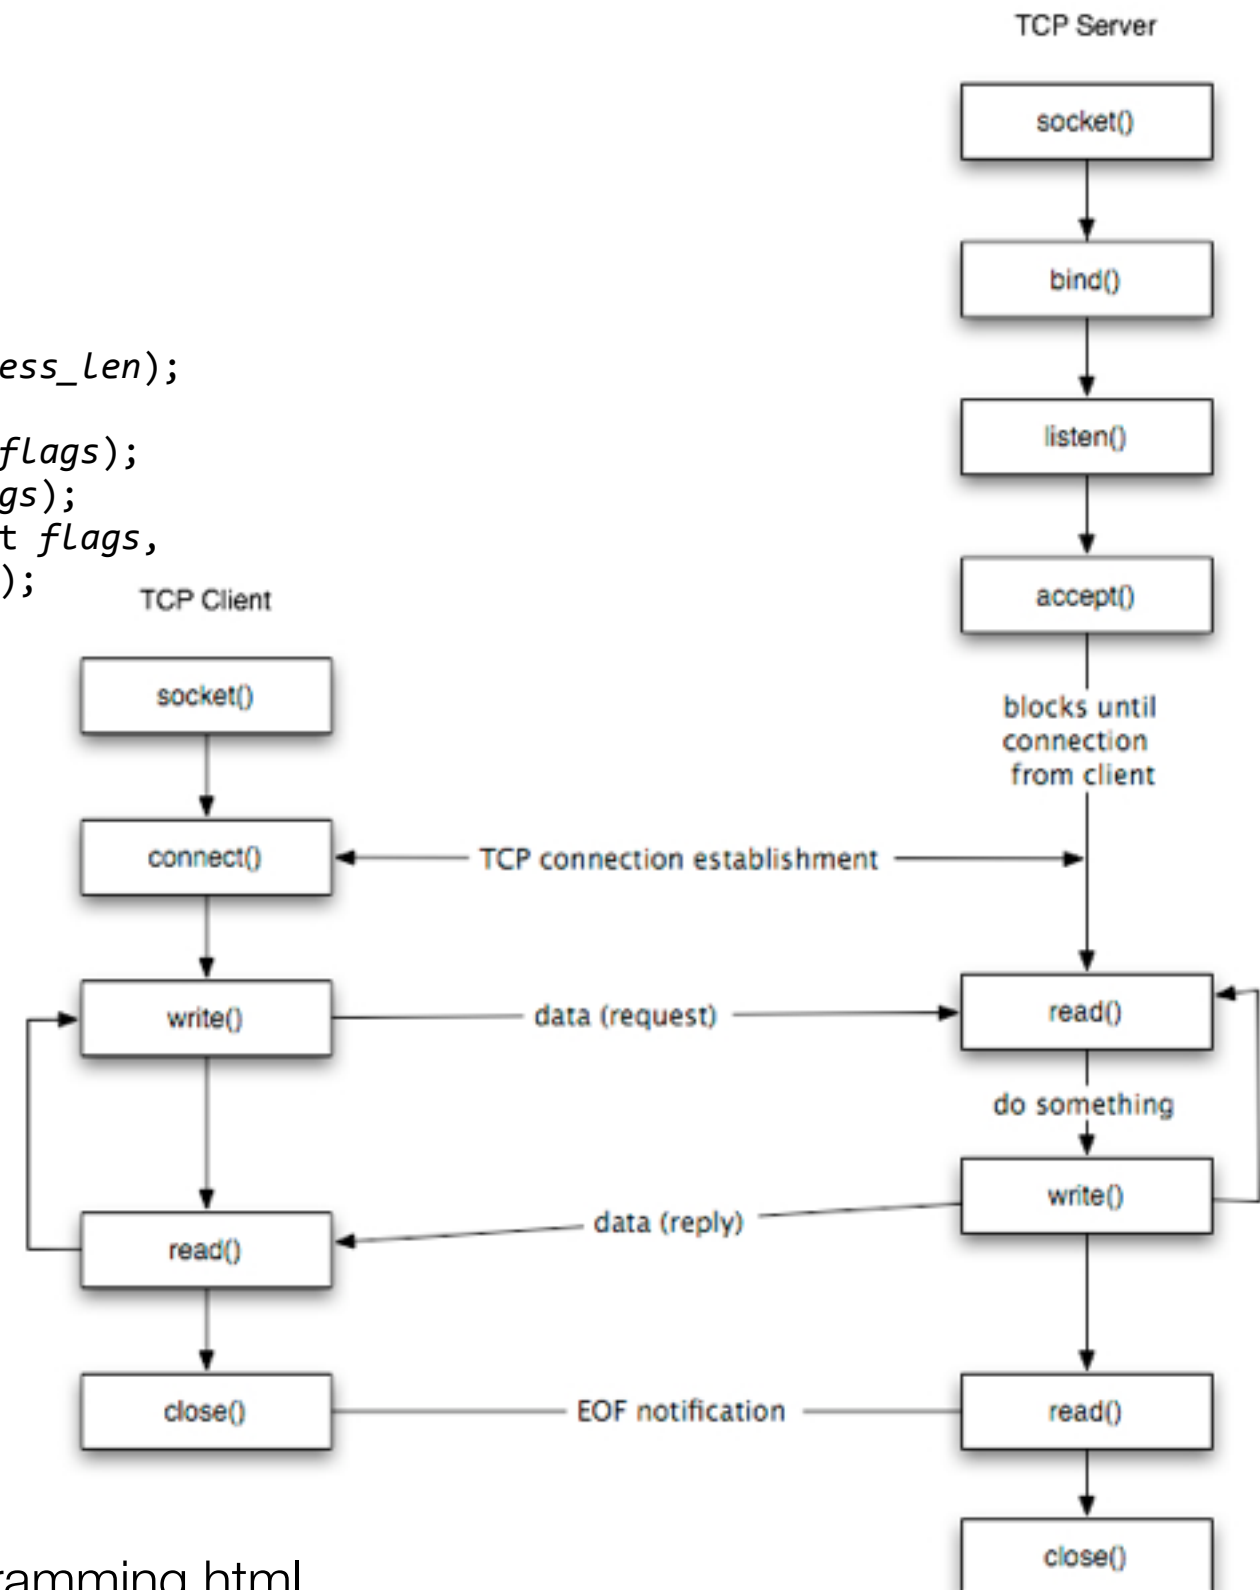 TCP Server
socket()
bind()
listen()
accept()
blocks until
connection
from client
ess_len);
flags);
gs);
t flags,
);
TCP Client
socket()
connect()
TCP connection establishment
write()
data (request)
read()
do something
write()
data (reply)
read()
close()
EOF notification
read()
close()
ramming.html